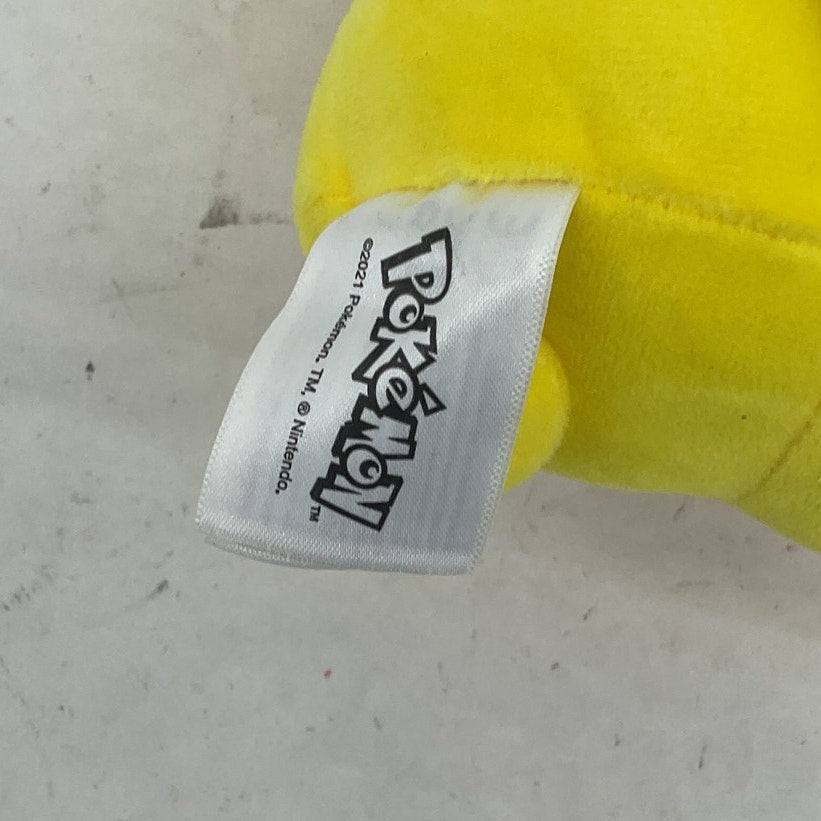 POKéMON™
©2021 Pokémon. TM, ® Nintendo.